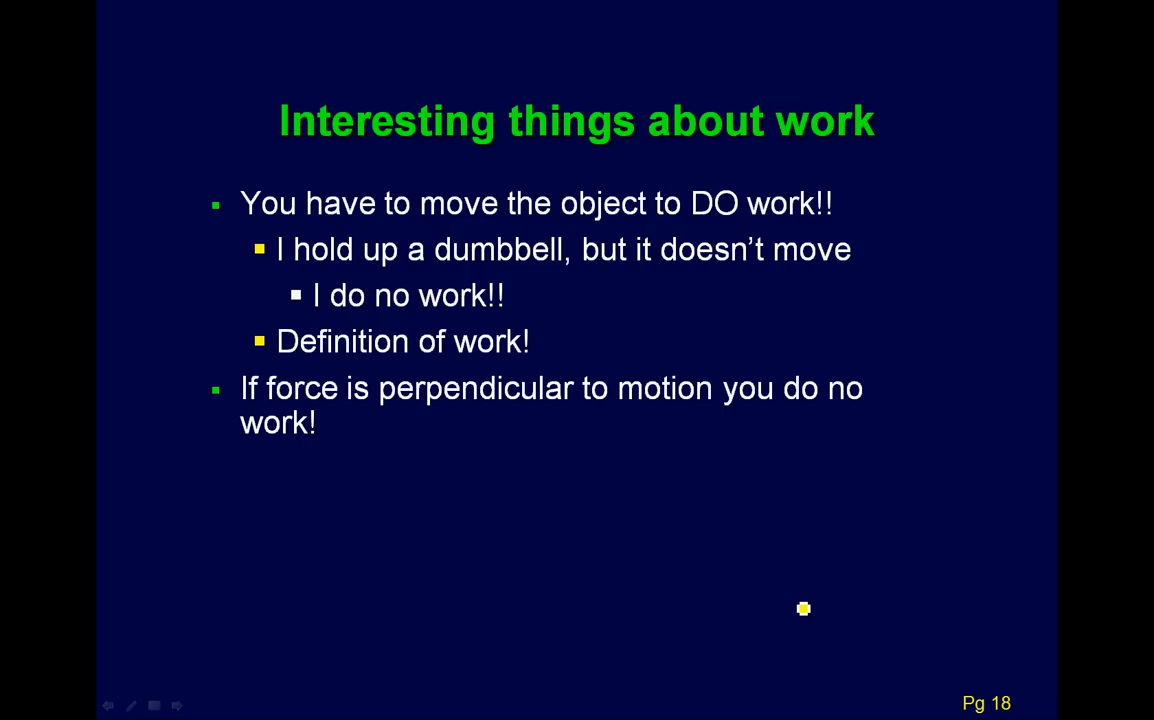 Interesting things about work
You have to move the object to DO work!!
I hold up a dumbbell, but it doesn’t move
I do no work!!
Definition of work!
If force is perpendicular to motion you do no
work!
Pg 18